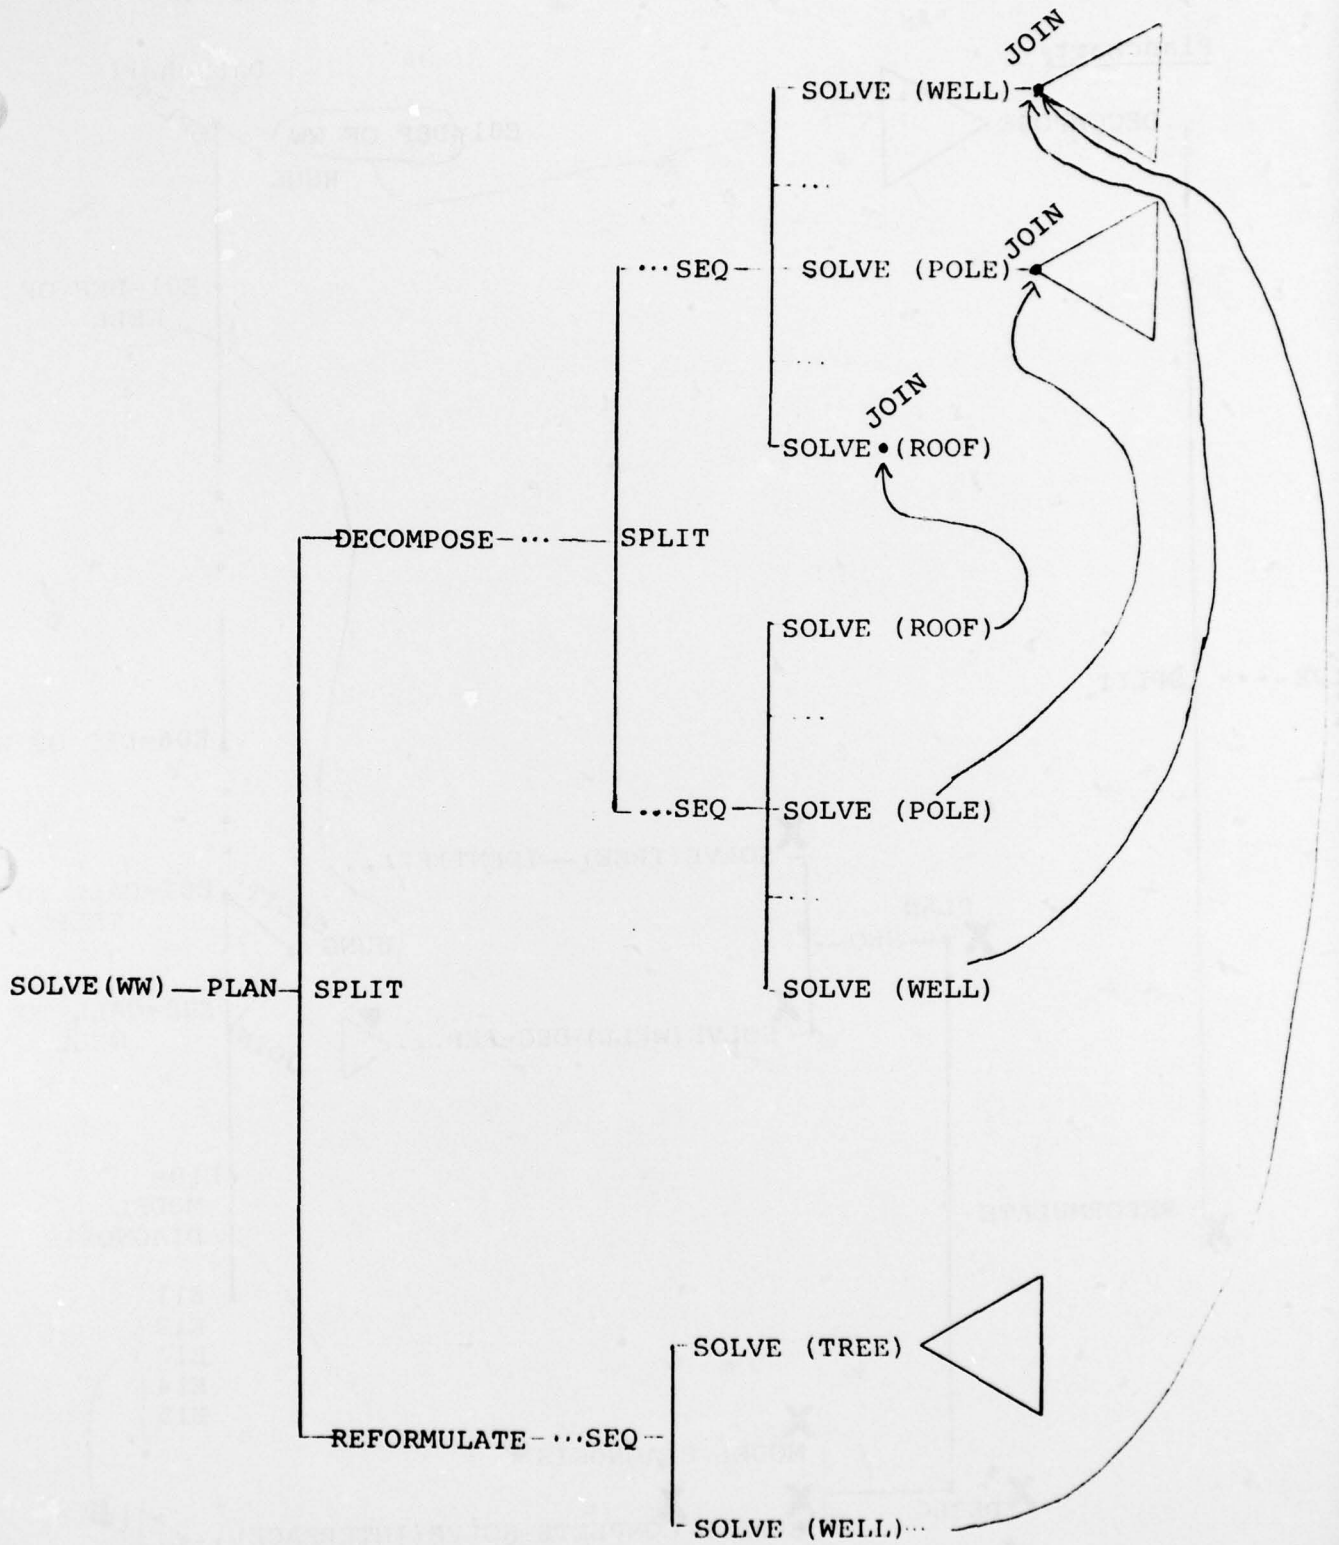 JOIN
SOLVE (WELL)
....
JOIN
...SEQ
SOLVE (POLE)
...
JOIN
SOLVE (ROOF)
DECOMPOSE-...
SPLIT
SOLVE (ROOF)
...
...SEQ
SOLVE (POLE)
...
SOLVE(WW)—PLAN
SPLIT
SOLVE (WELL)
SOLVE (TREE)
REFORMULATE-...SEQ
SOLVE (WELL)...